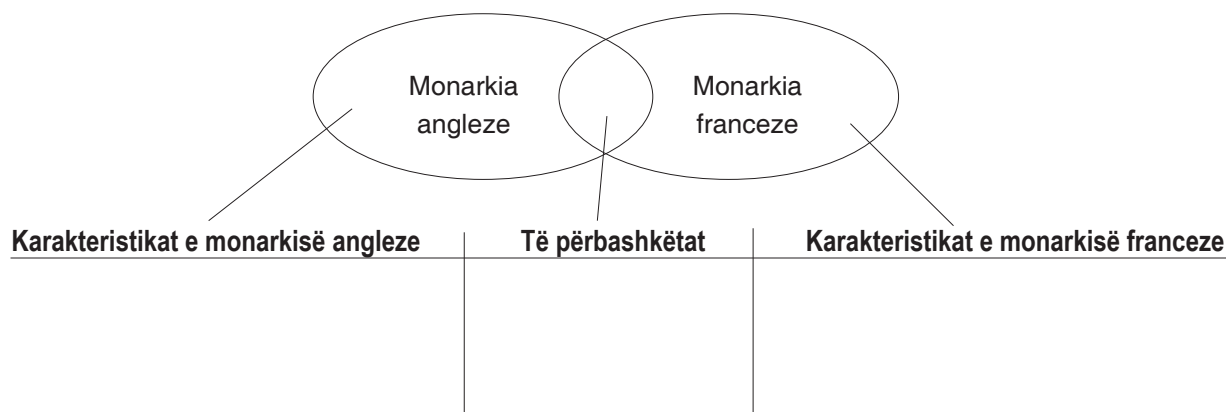 Monarkia
angleze
Monarkia
franceze
Karakteristikat e monarkisë angleze
Të përbashkëtat
Karakteristikat e monarkisë franceze